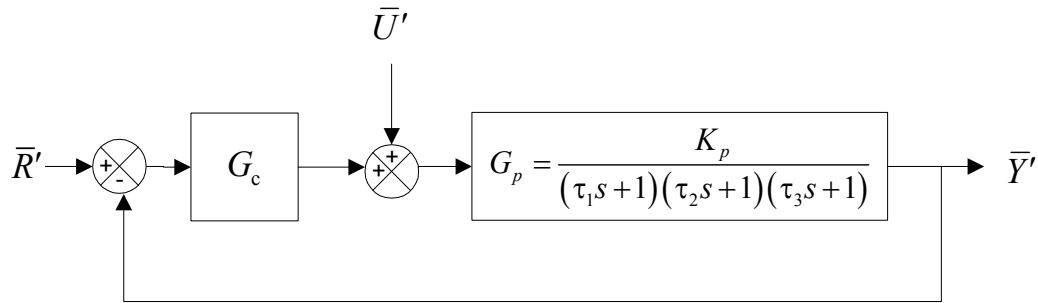 Ū′
R̄′
+
-
G_c
+
+
G_p = K_p / ((τ₁s+1)(τ₂s+1)(τ₃s+1))
Ȳ′